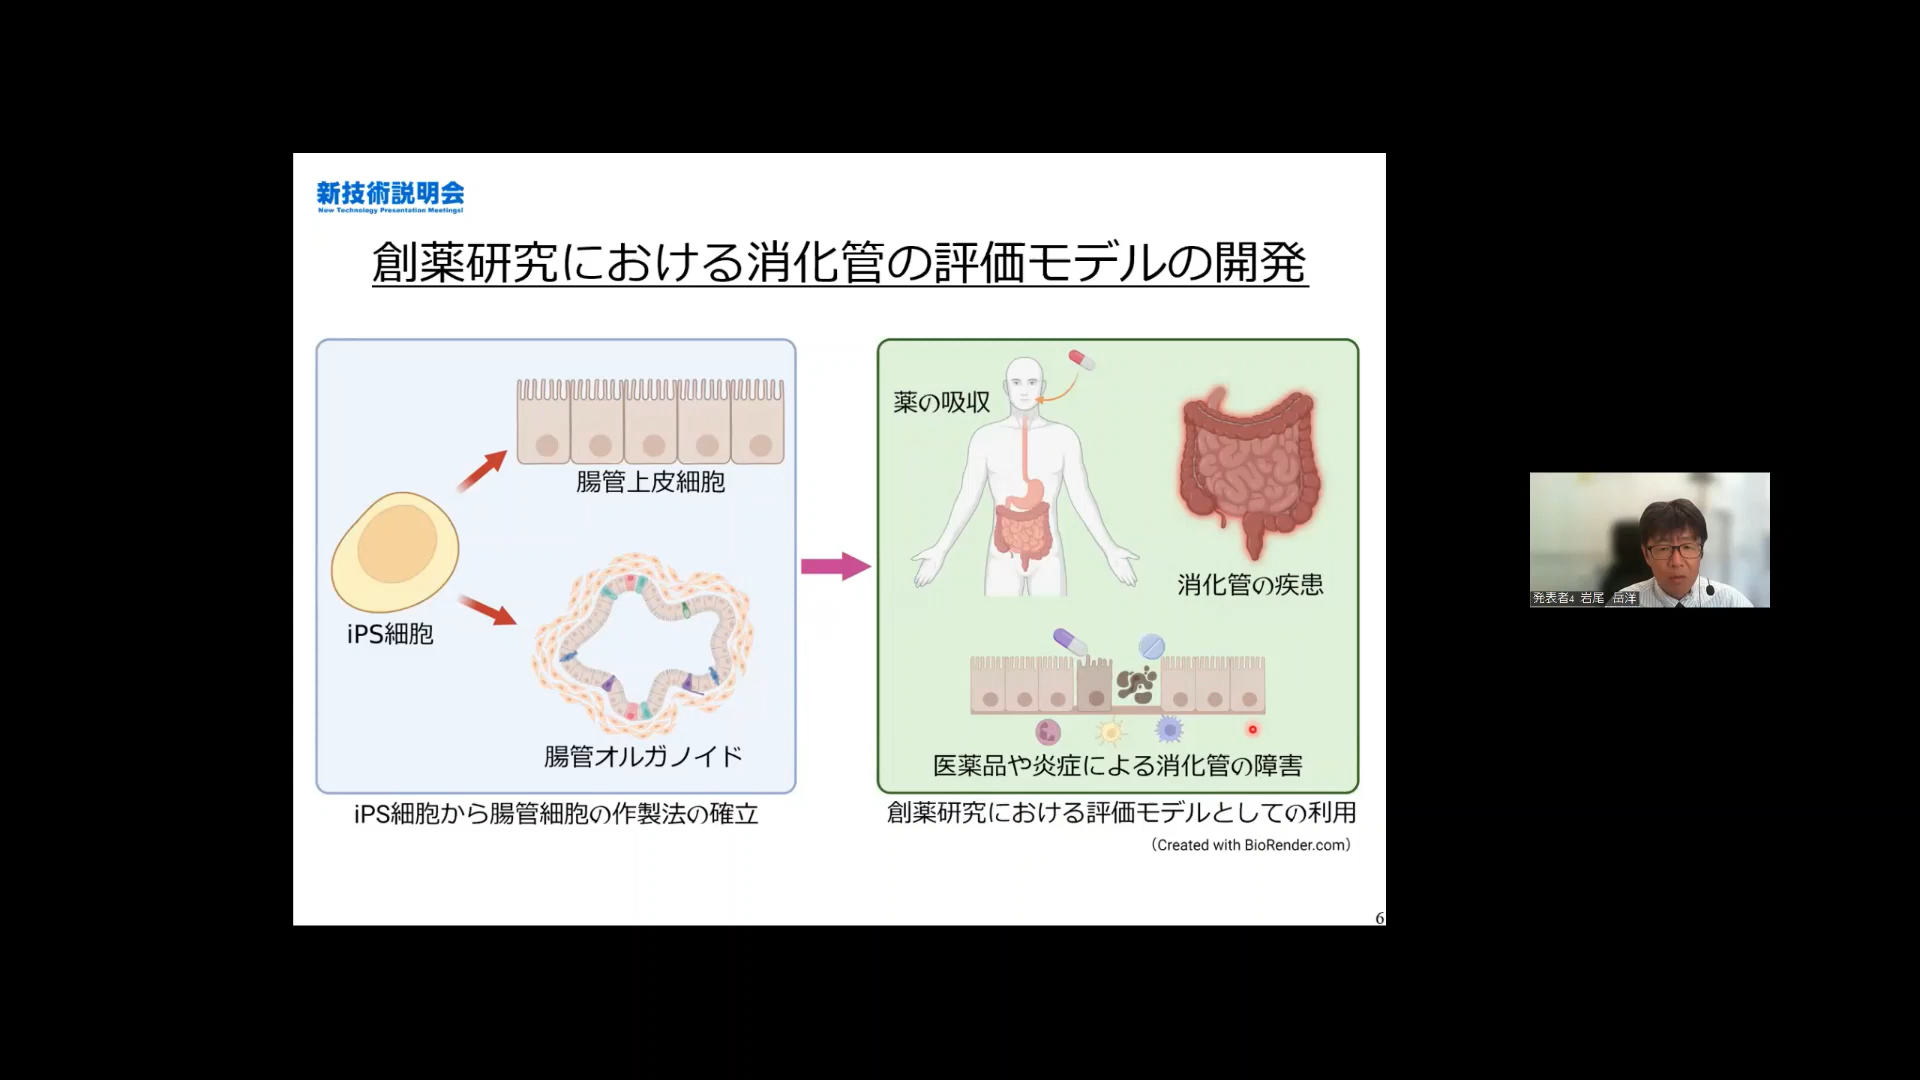 新技術説明会
New Technology Presentation Meetings!
創薬研究における消化管の評価モデルの開発
腸管上皮細胞
iPS細胞
腸管オルガノイド
iPS細胞から腸管細胞の作製法の確立
薬の吸収
消化管の疾患
医薬品や炎症による消化管の障害
創薬研究における評価モデルとしての利用
（Created with BioRender.com）
6
発表者4 岩尾 岳洋